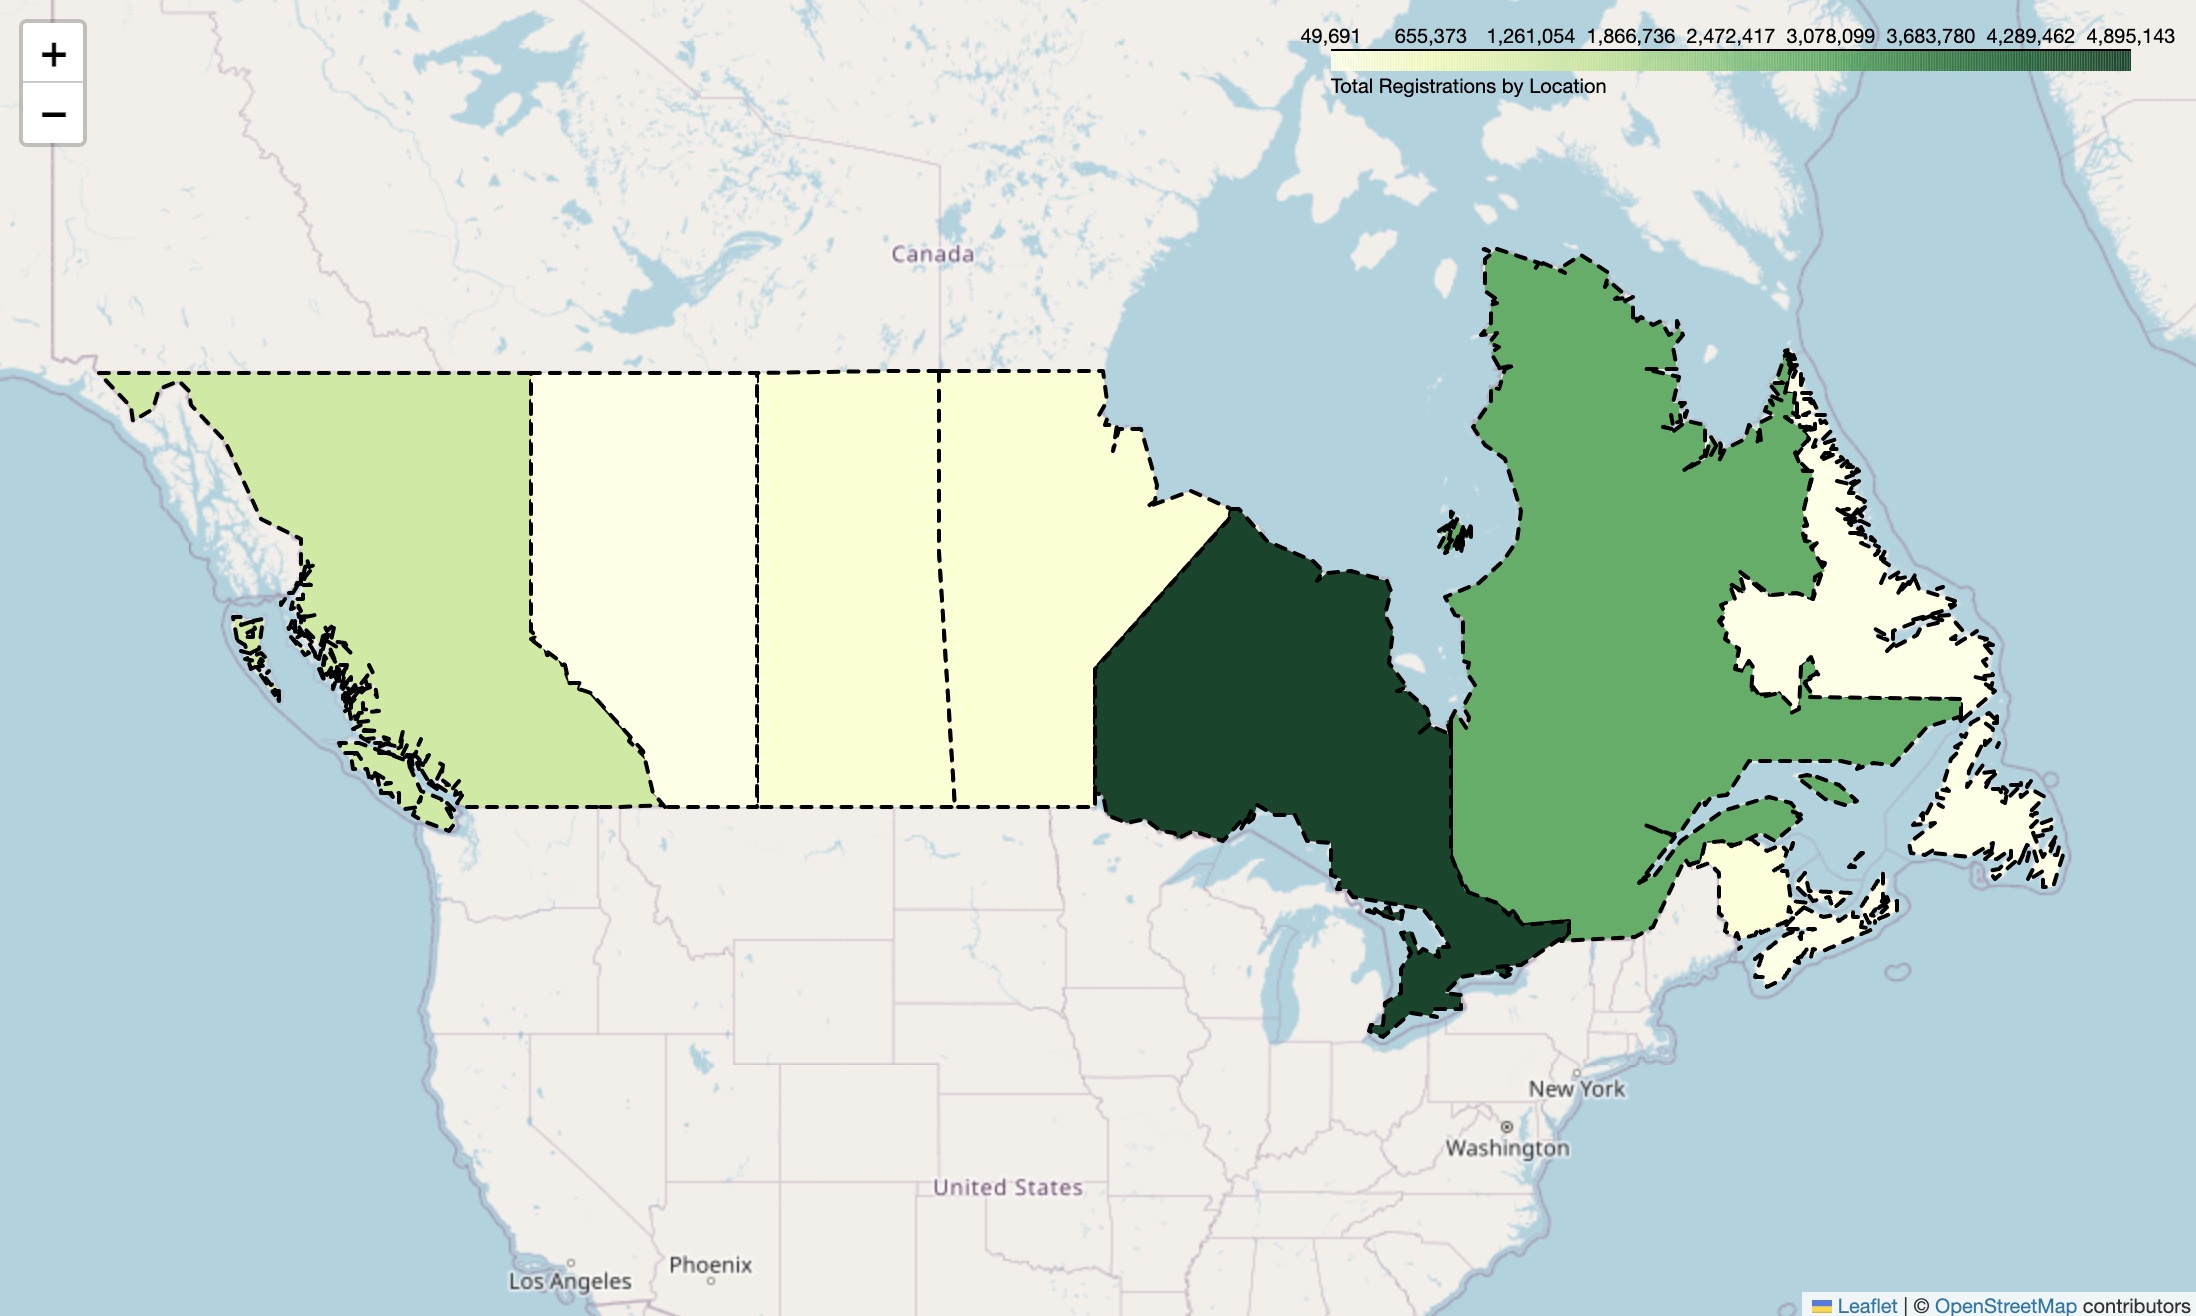 +
−
49,691 655,373 1,261,054 1,866,736 2,472,417 3,078,099 3,683,780 4,289,462 4,895,143
Total Registrations by Location
Canada
New York
Washington
United States
Phoenix
Los Angeles
Leaflet | © OpenStreetMap contributors